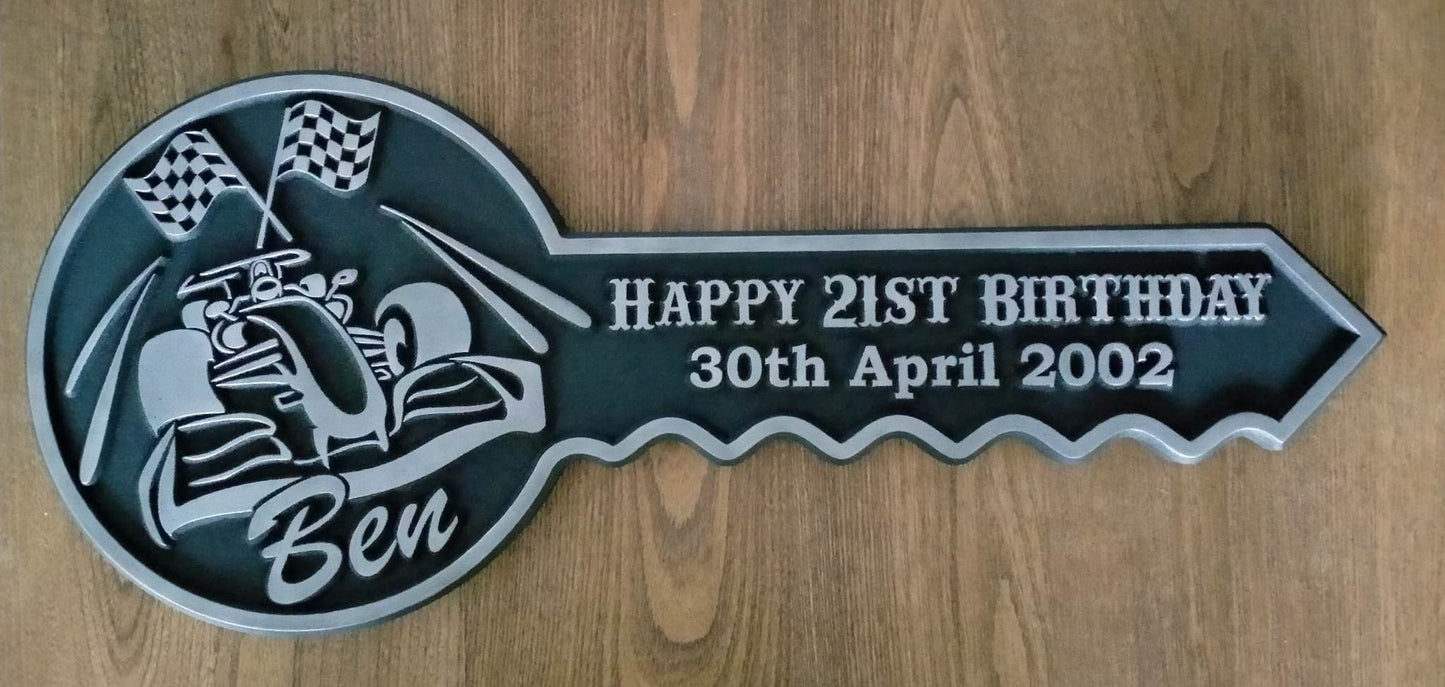 Ben
HAPPY 21ST BIRTHDAY
30th April 2002